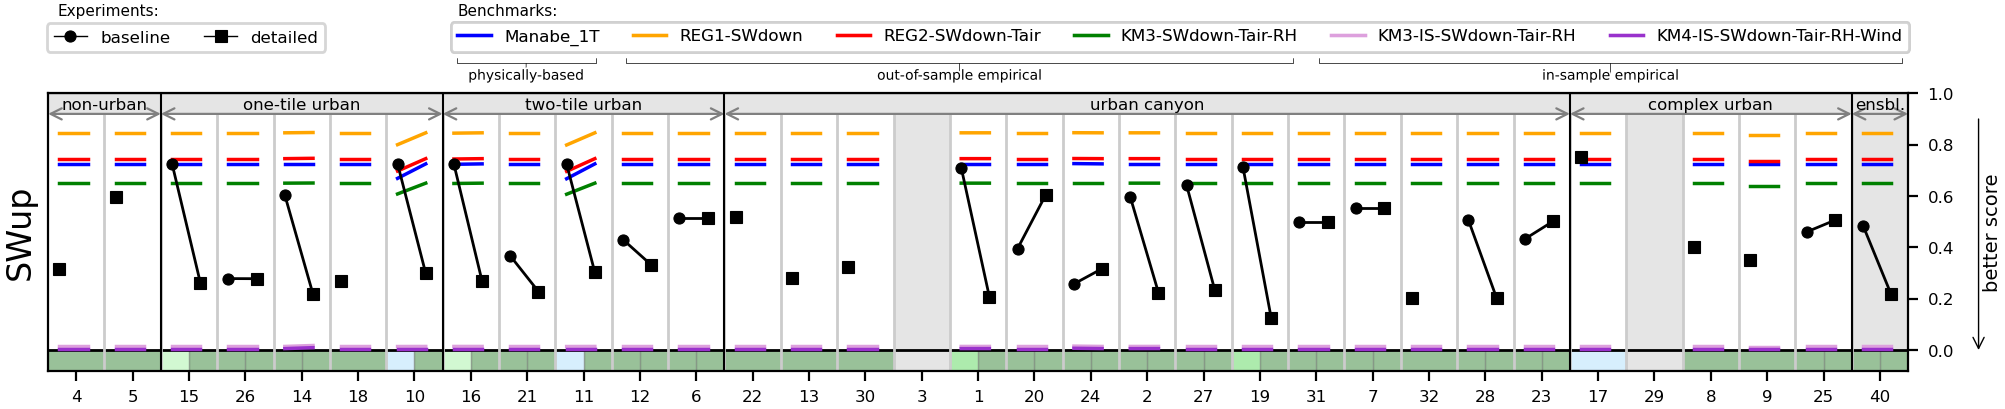 Experiments: Benchmarks:
baseline detailed Manabe_1T REG1-SWdown REG2-SWdown-Tair KM3-SWdown-Tair-RH KM3-IS-SWdown-Tair-RH KM4-IS-SWdown-Tair-RH-Wind
physically-based out-of-sample empirical in-sample empirical
non-urban one-tile urban two-tile urban urban canyon complex urban ensbl.
1.0
0.8
0.6
0.4
0.2
0.0
SWup
better score
4 5 15 26 14 18 10 16 21 11 12 6 22 13 30 3 1 20 24 2 27 19 31 7 32 28 23 17 29 8 9 25 40